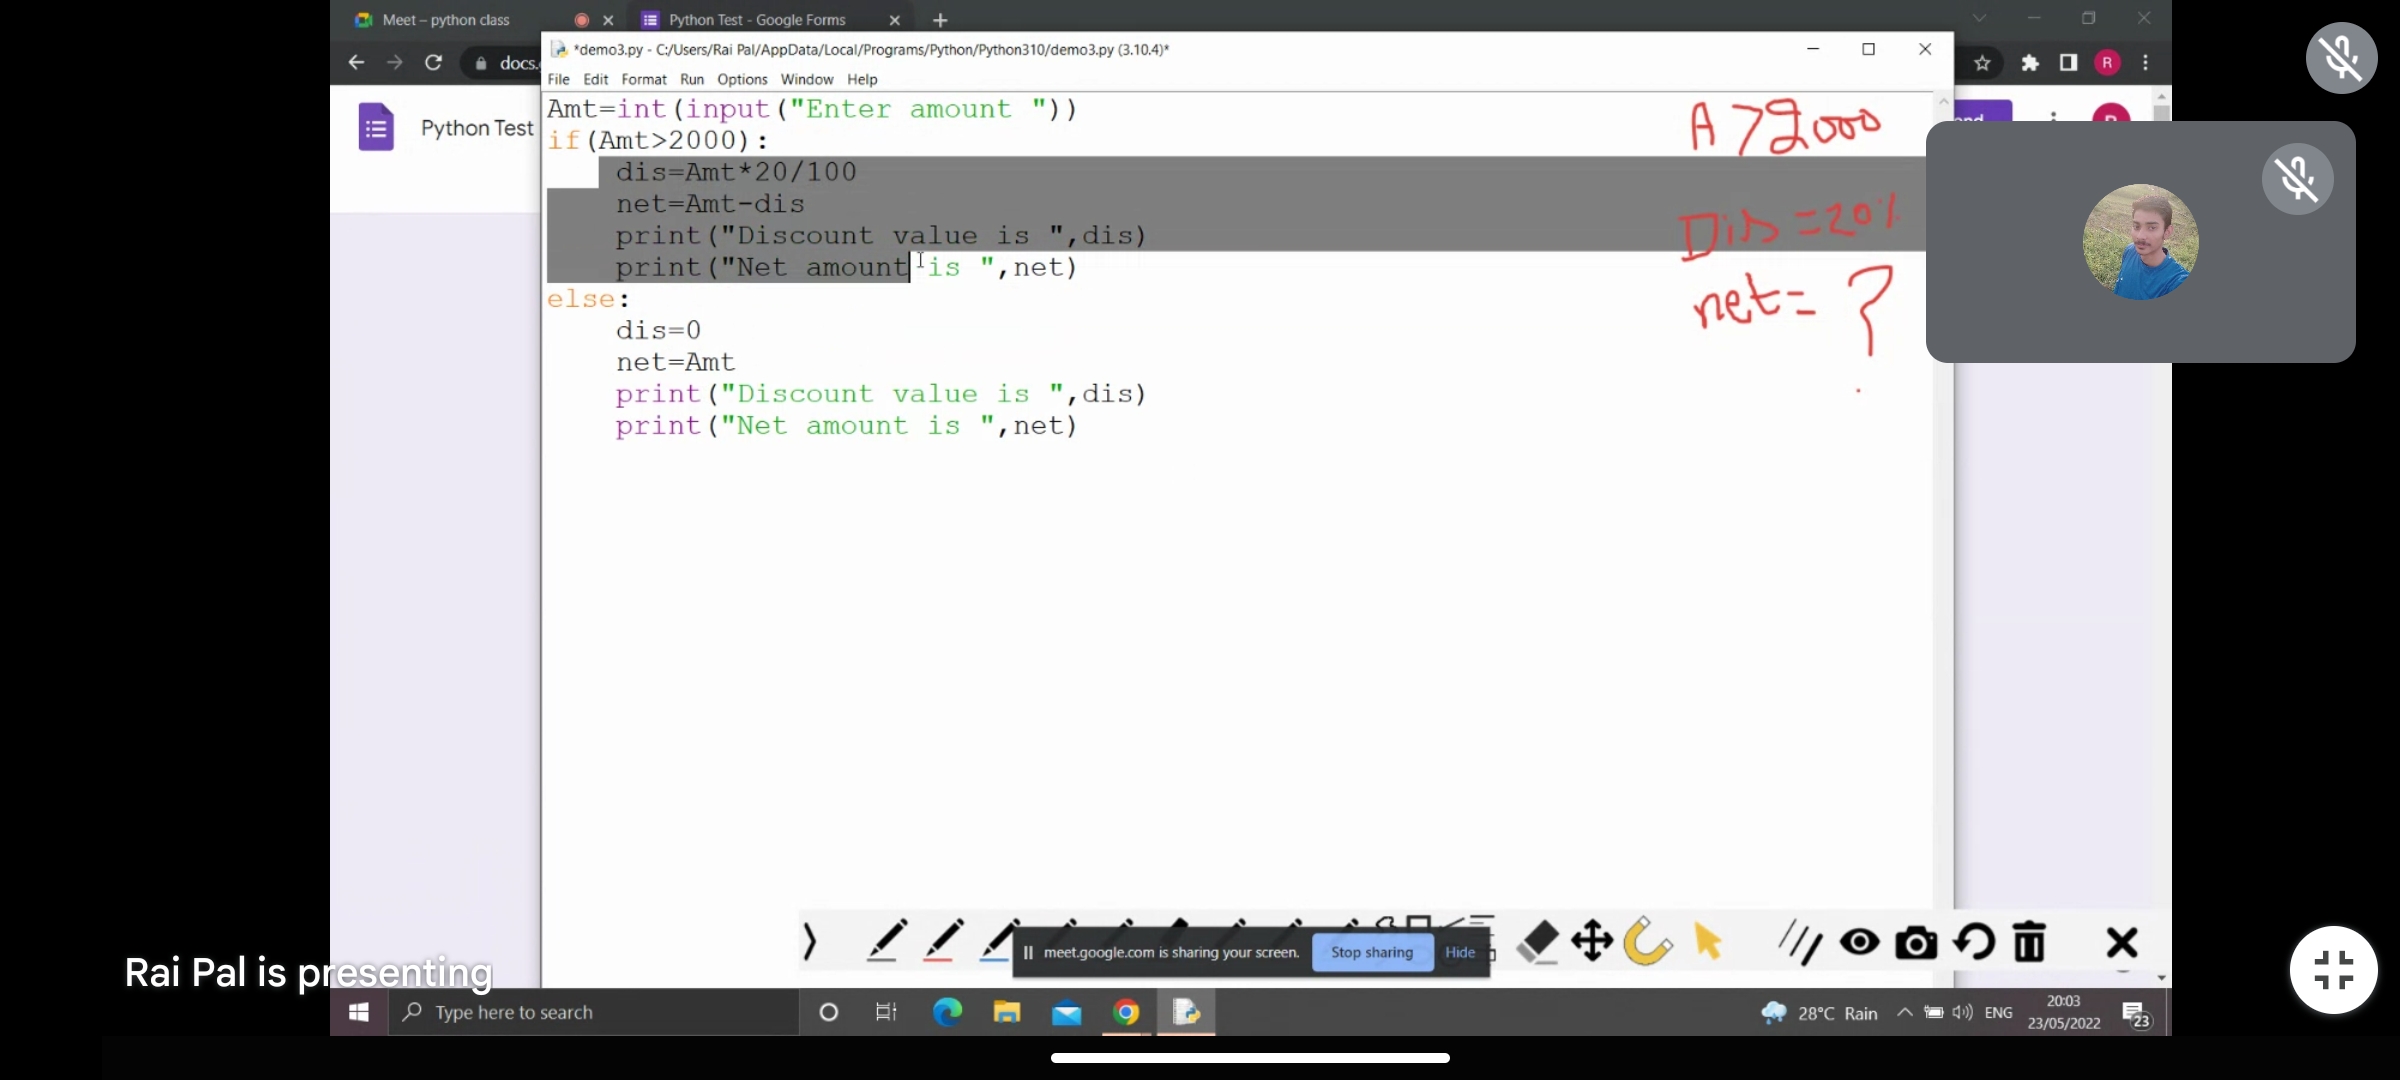 Meet – python class
Python Test - Google Forms
*demo3.py - C:/Users/Rai Pal/AppData/Local/Programs/Python/Python310/demo3.py (3.10.4)*
docs.
R
File Edit Format Run Options Window Help
Python Test
Amt=int(input("Enter amount "))
if(Amt>2000):
dis=Amt*20/100
net=Amt-dis
print("Discount value is ",dis)
print("Net amount is ",net)
else:
dis=0
net=Amt
print("Discount value is ",dis)
print("Net amount is ",net)
A >2000
Dis =20%
net= ?
meet.google.com is sharing your screen.
Stop sharing
Hide
Rai Pal is presenting
Type here to search
28°C Rain
ENG
20:03
23/05/2022
23